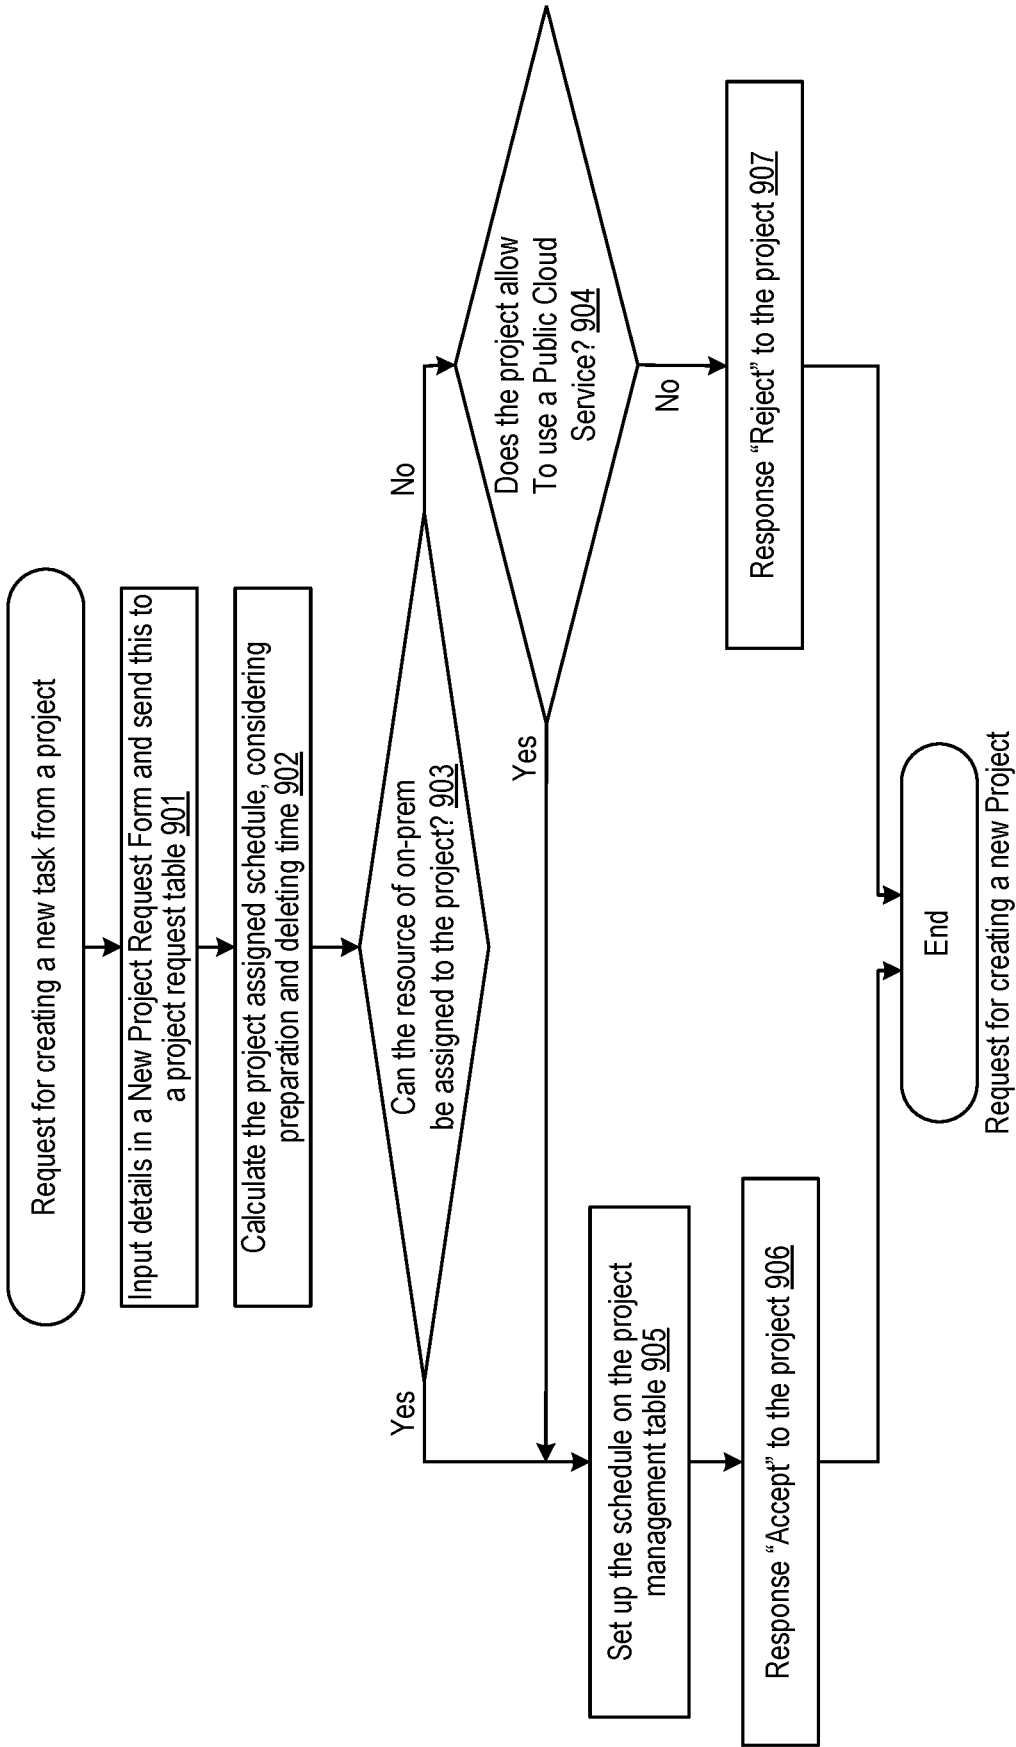 Request for creating a new task from a project
Input details in a New Project Request Form and send this to
a project request table 901
Calculate the project assigned schedule, considering
preparation and deleting time 902
Can the resource of on-prem
be assigned to the project? 903
Yes
No
Does the project allow
To use a Public Cloud
Service? 904
Yes
No
Set up the schedule on the project
management table 905
Response “Accept” to the project 906
Response “Reject” to the project 907
End
Request for creating a new Project